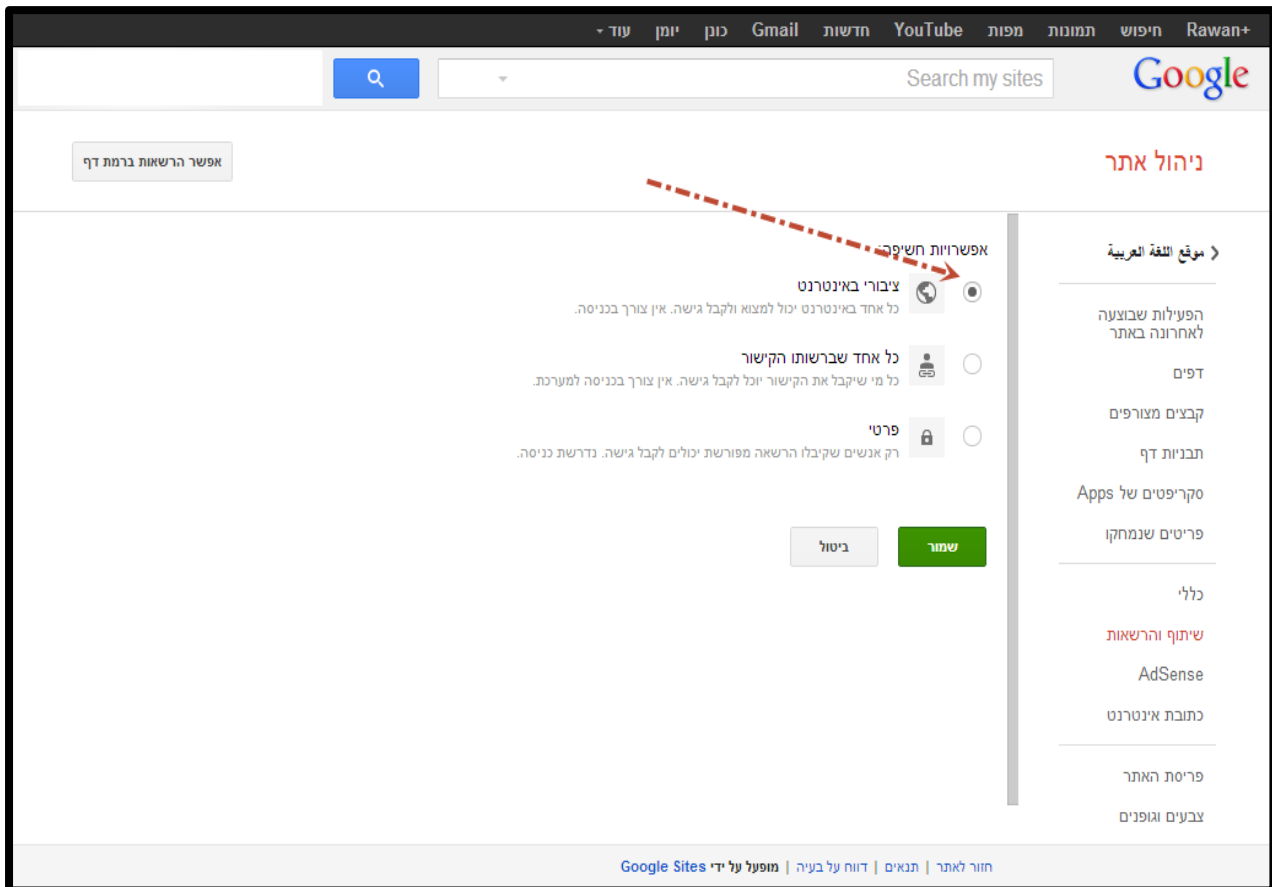 Rawan+ חיפוש תמונות מפות YouTube חדשות Gmail כונן יומן עוד
Google Search my sites
ניהול אתר
אפשר הרשאות ברמת דף
موقع اللغة العربية
הפעילות שבוצעה
לאחרונה באתר
דפים
קבצים מצורפים
תבניות דף
סקריפטים של Apps
פריטים שנמחקו
כללי
שיתוף והרשאות
AdSense
כתובת אינטרנט
פריסת האתר
צבעים וגופנים
אפשרויות חשיפה:
ציבורי באינטרנט
כל אחד באינטרנט יכול למצוא ולקבל גישה. אין צורך בכניסה.
כל אחד שברשותו הקישור
כל מי שיקבל את הקישור יוכל לקבל גישה. אין צורך בכניסה למערכת.
פרטי
רק אנשים שקיבלו הרשאה מפורשת יכולים לקבל גישה. נדרשת כניסה.
שמור
ביטול
חזור לאתר | תנאים | דווח על בעיה | מופעל על ידי Google Sites